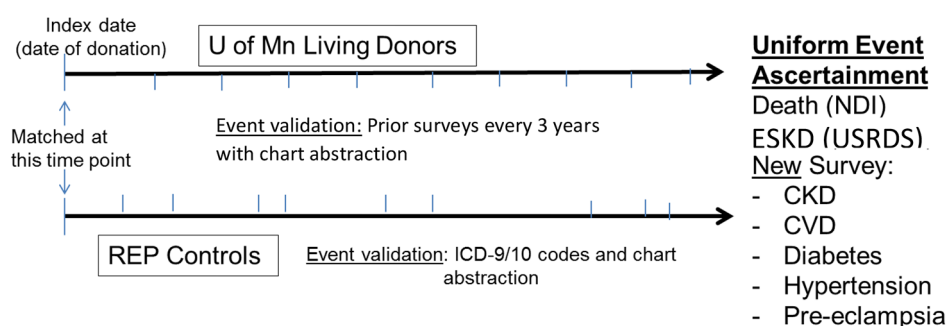 Index date
(date of donation)
U of Mn Living Donors
Matched at
this time point
Event validation: Prior surveys every 3 years
with chart abstraction
REP Controls
Event validation: ICD-9/10 codes and chart
abstraction
Uniform Event
Ascertainment
Death (NDI)
ESKD (USRDS)
New Survey:
- CKD
- CVD
- Diabetes
- Hypertension
- Pre-eclampsia